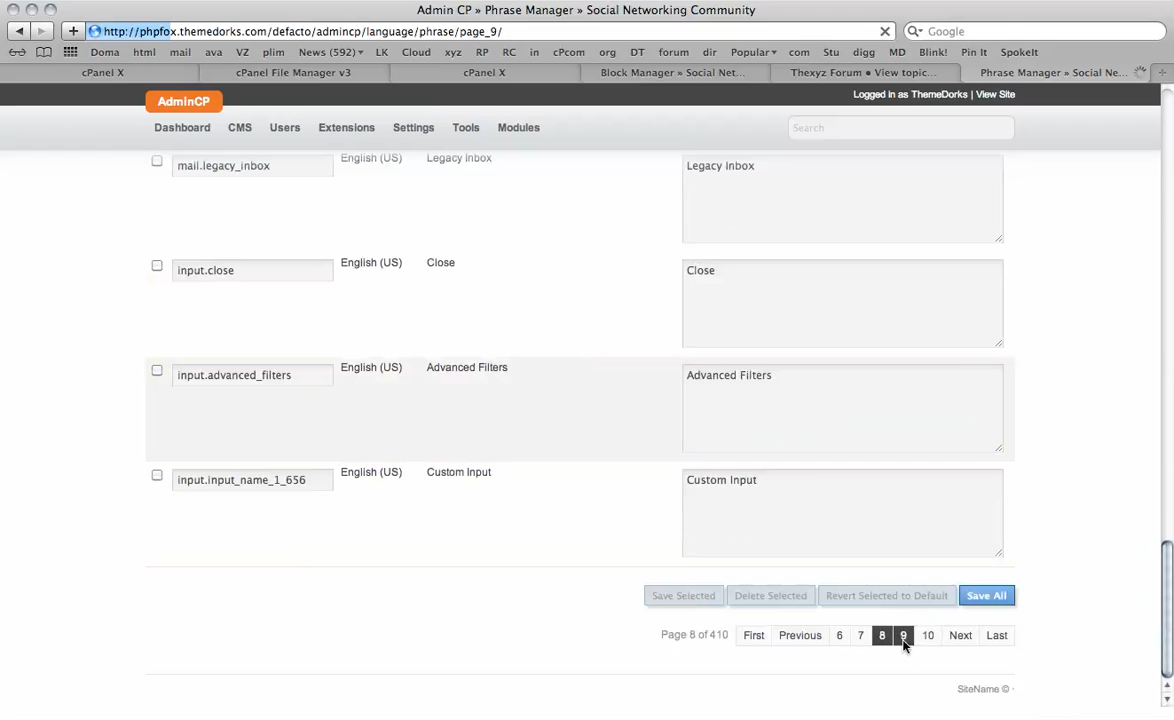 Admin CP » Phrase Manager » Social Networking Community
http://phpfox.themedorks.com/defacto/admincp/language/phrase/page_9/
Google
Doma html mail ava VZ plim News (592) LK Cloud xyz RP RC in cPcom org DT forum dir Popular com Stu digg MD Blink! Pin It SpokeIt
cPanel X cPanel File Manager v3 cPanel X Block Manager » Social Net... Thexyz Forum • View topic... Phrase Manager » Social Ne...
AdminCP
Logged in as ThemeDorks | View Site
Dashboard CMS Users Extensions Settings Tools Modules
Search
mail.legacy_inbox English (US) Legacy Inbox Legacy Inbox
input.close English (US) Close Close
input.advanced_filters English (US) Advanced Filters Advanced Filters
input.input_name_1_656 English (US) Custom Input Custom Input
Save Selected Delete Selected Revert Selected to Default Save All
Page 8 of 410 First Previous 6 7 8 9 10 Next Last
SiteName © ·